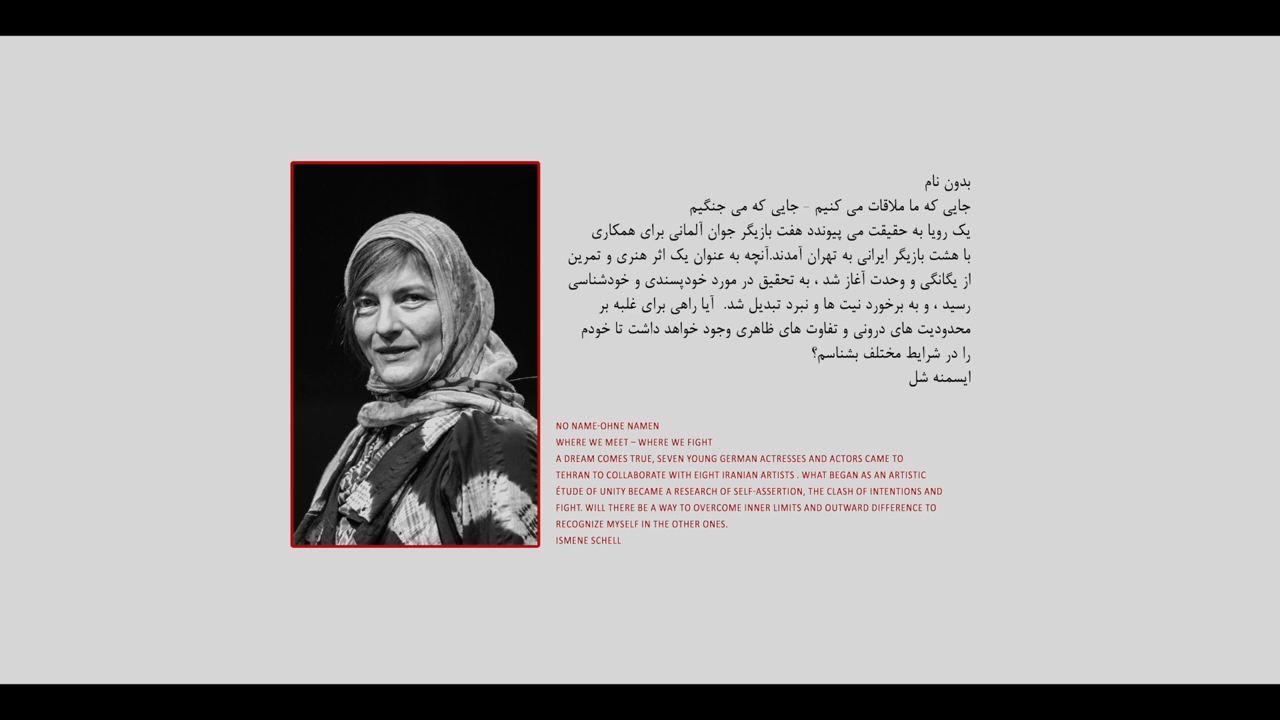 بدون نام
جایی که ما ملاقات می کنیم - جایی که می جنگیم
یک رویا به حقیقت می پیوندد هفت بازیگر جوان آلمانی برای همکاری
با هشت بازیگر ایرانی به تهران آمدند.آنچه به عنوان یک اثر هنری و تمرین
از یگانگی و وحدت آغاز شد ، به تحقیق در مورد خودپسندی و خودشناسی
رسید ، و به برخورد نیت ها و نبرد تبدیل شد. آیا راهی برای غلبه بر
محدودیت های درونی و تفاوت های ظاهری وجود خواهد داشت تا خودم
را در شرایط مختلف بشناسم؟
ایسمنه شل
NO NAME-OHNE NAMEN
WHERE WE MEET – WHERE WE FIGHT
A DREAM COMES TRUE, SEVEN YOUNG GERMAN ACTRESSES AND ACTORS CAME TO
TEHRAN TO COLLABORATE WITH EIGHT IRANIAN ARTISTS . WHAT BEGAN AS AN ARTISTIC
ÉTUDE OF UNITY BECAME A RESEARCH OF SELF-ASSERTION, THE CLASH OF INTENTIONS AND
FIGHT. WILL THERE BE A WAY TO OVERCOME INNER LIMITS AND OUTWARD DIFFERENCE TO
RECOGNIZE MYSELF IN THE OTHER ONES.
ISMENE SCHELL